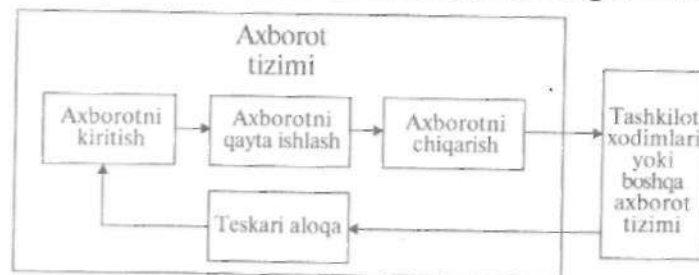 Axborot
tizimi
Axborotni
kiritish
Axborotni
qayta ishlash
Axborotni
chiqarish
Tashkilot
xodimlari
yoki
boshqa
axborot
tizimi
Teskari aloqa